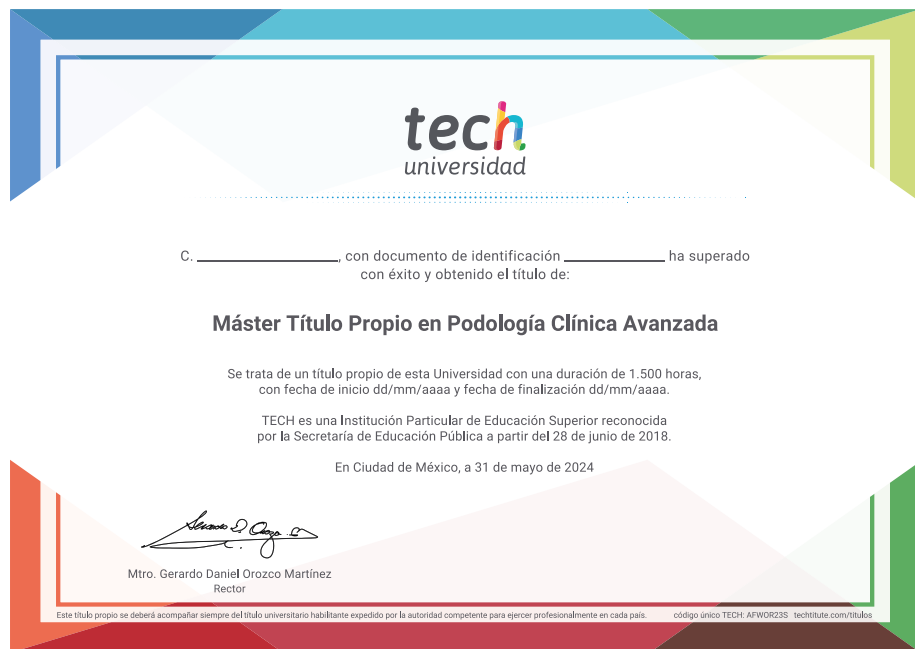 tech
universidad
C. ____________________, con documento de identificación ______________ ha superado
con éxito y obtenido el título de:
Máster Título Propio en Podología Clínica Avanzada
Se trata de un título propio de esta Universidad con una duración de 1.500 horas,
con fecha de inicio dd/mm/aaaa y fecha de finalización dd/mm/aaaa.
TECH es una Institución Particular de Educación Superior reconocida
por la Secretaría de Educación Pública a partir del 28 de junio de 2018.
En Ciudad de México, a 31 de mayo de 2024
Mtro. Gerardo Daniel Orozco Martínez
Rector
Este título propio se deberá acompañar siempre del título universitario habilitante expedido por la autoridad competente para ejercer profesionalmente en cada país. código único TECH: AFWOR23S techtitute.com/titulos